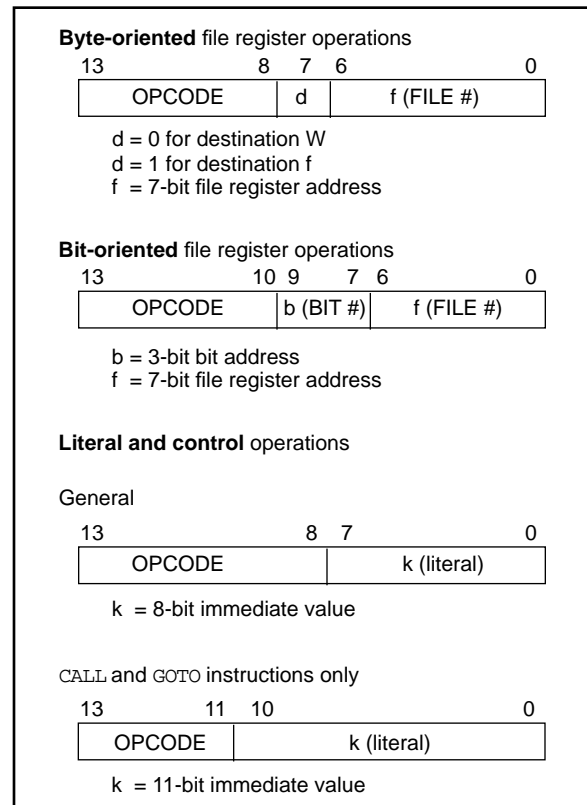 Byte-oriented file register operations
13 8 7 6 0
OPCODE d f (FILE #)
d = 0 for destination W
d = 1 for destination f
f = 7-bit file register address
Bit-oriented file register operations
13 10 9 7 6 0
OPCODE b (BIT #) f (FILE #)
b = 3-bit bit address
f = 7-bit file register address
Literal and control operations
General
13 8 7 0
OPCODE k (literal)
k = 8-bit immediate value
CALL and GOTO instructions only
13 11 10 0
OPCODE k (literal)
k = 11-bit immediate value